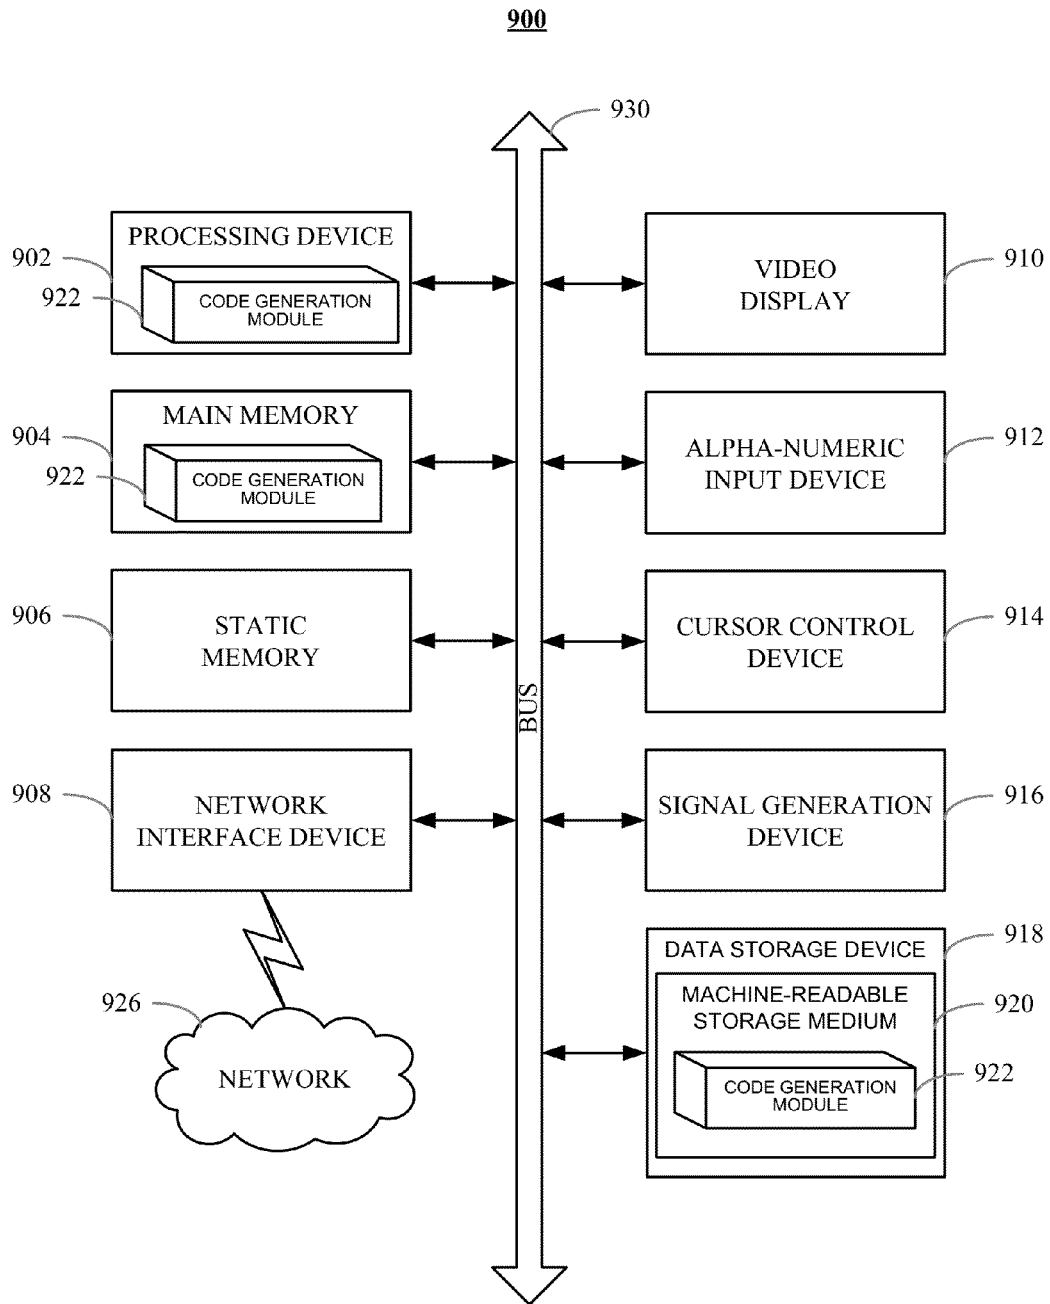 900
930
PROCESSING DEVICE
902
922
CODE GENERATION
MODULE
VIDEO
DISPLAY
910
MAIN MEMORY
904
922
CODE GENERATION
MODULE
ALPHA-NUMERIC
INPUT DEVICE
912
906
STATIC
MEMORY
CURSOR CONTROL
DEVICE
914
BUS
908
NETWORK
INTERFACE DEVICE
SIGNAL GENERATION
DEVICE
916
918
DATA STORAGE DEVICE
MACHINE-READABLE
STORAGE MEDIUM
920
CODE GENERATION
MODULE
922
926
NETWORK